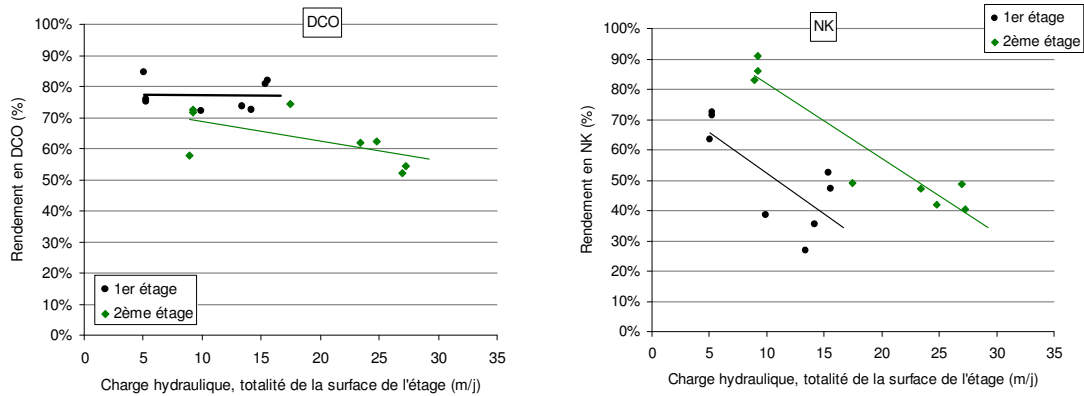 DCO
100%
90%
80%
70%
60%
50%
40%
30%
20%
10%
0%
Rendement en DCO (%)
1er étage
2ème étage
0 5 10 15 20 25 30 35
Charge hydraulique, totalité de la surface de l'étage (m/j)
NK
1er étage
2ème étage
100%
90%
80%
70%
60%
50%
40%
30%
20%
10%
0%
Rendement en NK (%)
0 5 10 15 20 25 30 35
Charge hydraulique, totalité de la surface de l'étage (m/j)